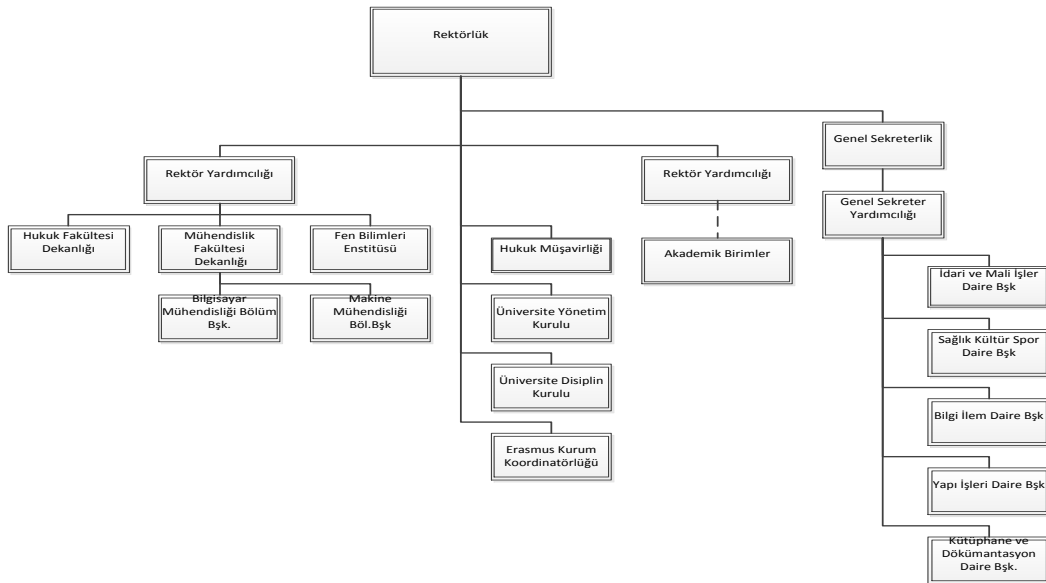 Rektörlük
Genel Sekreterlik
Rektör Yardımcılığı
Rektör Yardımcılığı
Genel Sekreter
Yardımcılığı
Hukuk Fakültesi
Dekanlığı
Mühendislik
Fakültesi
Dekanlığı
Fen Bilimleri
Enstitüsü
Hukuk Müşavirliği
Akademik Birimler
İdari ve Mali İşler
Daire Bşk
Bilgisayar
Mühendisliği Bölüm
Bşk.
Makine
Mühendisliği
Böl.Bşk
Üniversite Yönetim
Kurulu
Sağlık Kültür Spor
Daire Bşk
Üniversite Disiplin
Kurulu
Bilgi İlem Daire Bşk
Erasmus Kurum
Koordinatörlüğü
Yapı İşleri Daire Bşk
Kütüphane ve
Dökümantasyon
Daire Bşk.